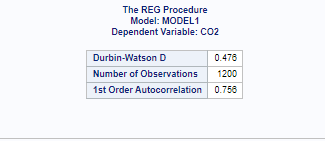 The REG Procedure
Model: MODEL1
Dependent Variable: CO2
Durbin-Watson D 0.476
Number of Observations 1200
1st Order Autocorrelation 0.756